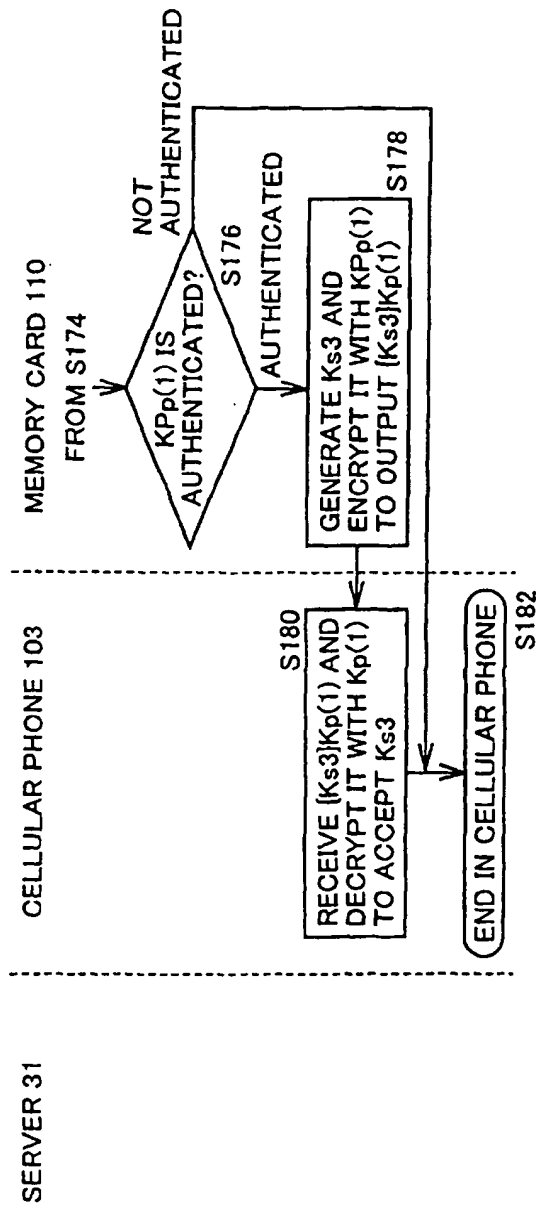 SERVER 31
CELLULAR PHONE 103
MEMORY CARD 110
FROM S174
KPp(1) IS
AUTHENTICATED?
S176
NOT
AUTHENTICATED
AUTHENTICATED
GENERATE Ks3 AND
ENCRYPT IT WITH KPp(1)
TO OUTPUT {Ks3}Kp(1)
S178
S180
RECEIVE {Ks3}Kp(1) AND
DECRYPT IT WITH Kp(1)
TO ACCEPT Ks3
END IN CELLULAR PHONE
S182